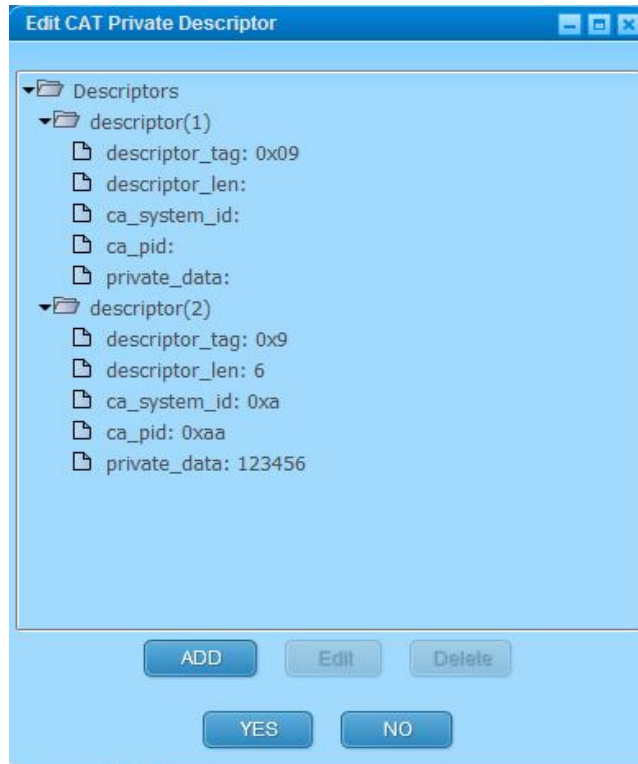 Edit CAT Private Descriptor
Descriptors
descriptor(1)
descriptor_tag: 0x09
descriptor_len:
ca_system_id:
ca_pid:
private_data:
descriptor(2)
descriptor_tag: 0x9
descriptor_len: 6
ca_system_id: 0xa
ca_pid: 0xaa
private_data: 123456
ADD Edit Delete
YES NO